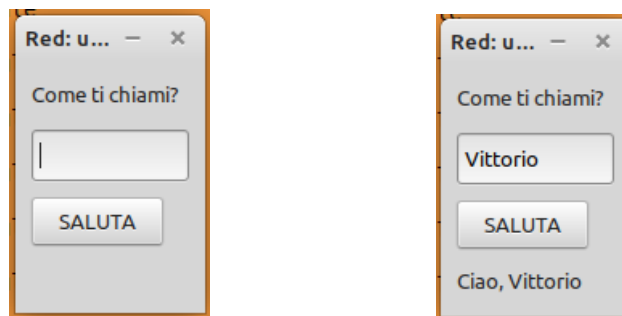 Red: u...
Come ti chiami?
SALUTA
Red: u...
Come ti chiami?
Vittorio
SALUTA
Ciao, Vittorio